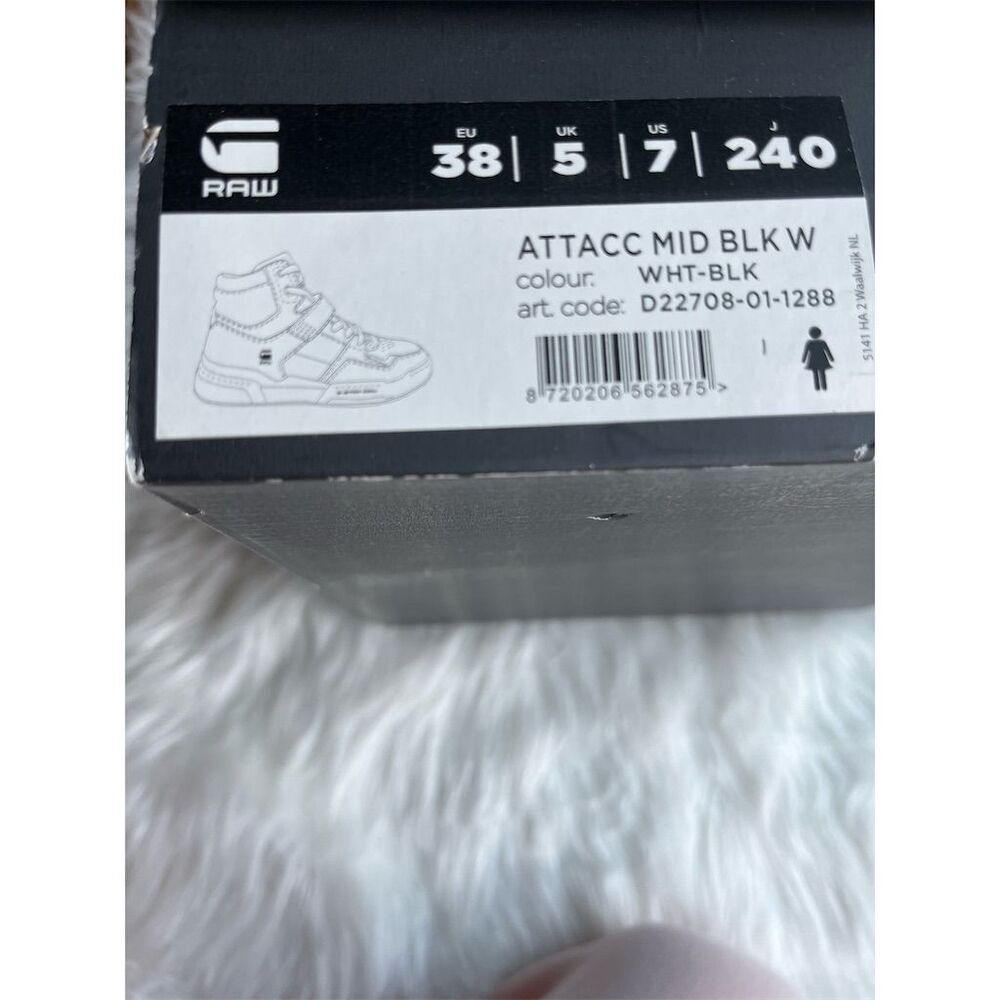 RAW
EU UK US J
38 | 5 | 7 | 240
ATTACC MID BLK W
colour: WHT-BLK
art. code: D22708-01-1288
8 720206 562875 >
5141 HA 2 Waalwijk NL